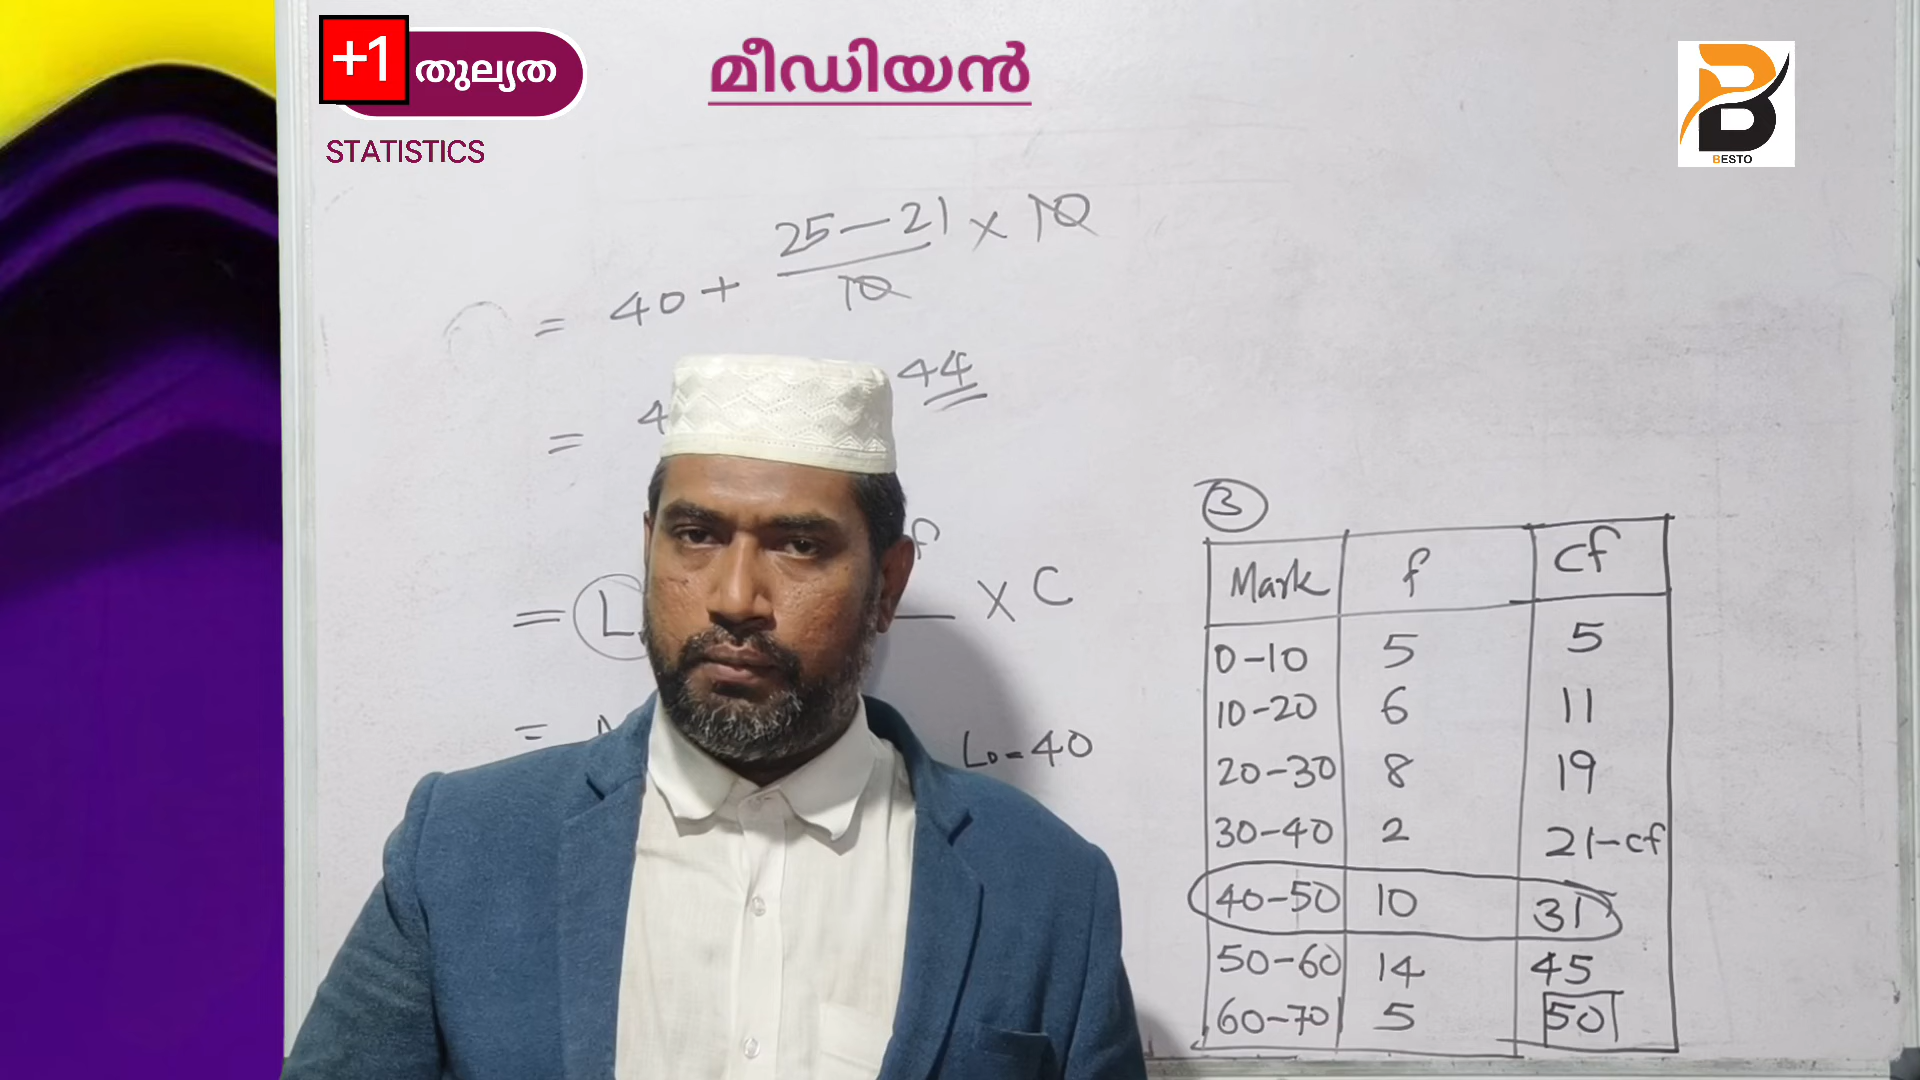 +1 തുല്യത
മീഡിയൻ
STATISTICS
BESTO
= 40 + 25 - 21 / 10 × 10
= 4 44
= L × C
L₀ = 40
3
Mark f cf
0-10 5 5
10-20 6 11
20-30 8 19
30-40 2 21-cf
40-50 10 31
50-60 14 45
60-70 5 50